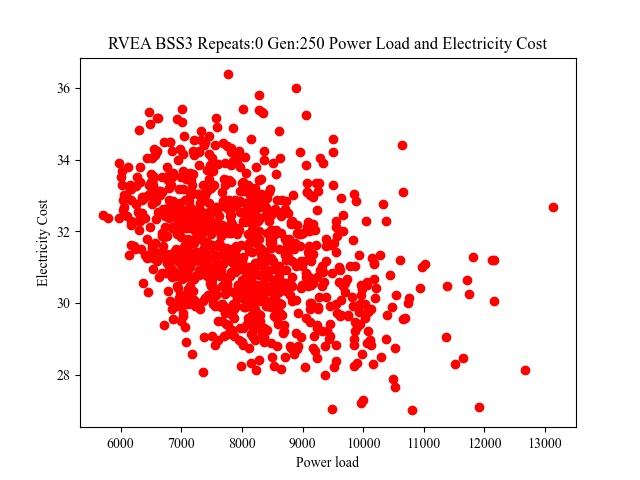 RVEA BSS3 Repeats:0 Gen:250 Power Load and Electricity Cost
36
34
32
30
28
Electricity Cost
6000 7000 8000 9000 10000 11000 12000 13000
Power load